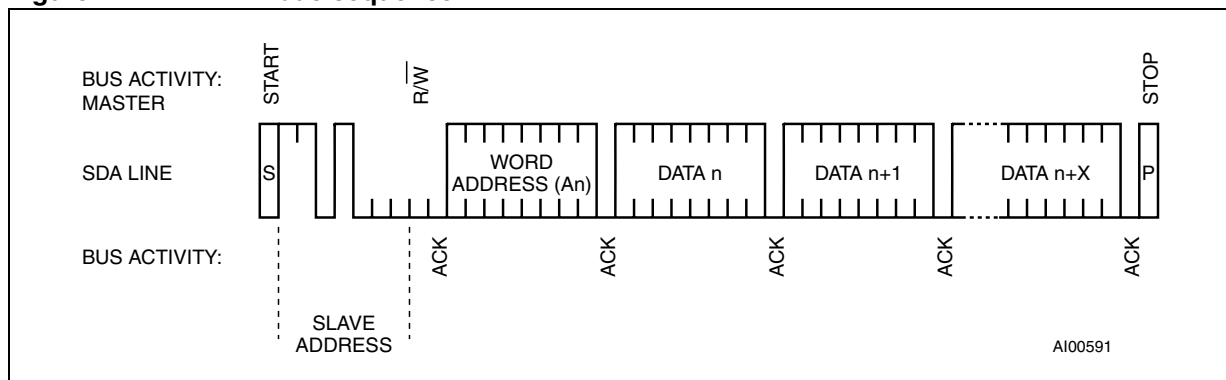 BUS ACTIVITY:
MASTER
START
R/W
STOP
SDA LINE
S
WORD
ADDRESS (An)
DATA n
DATA n+1
DATA n+X
P
BUS ACTIVITY:
ACK
ACK
ACK
ACK
ACK
SLAVE
ADDRESS
AI00591